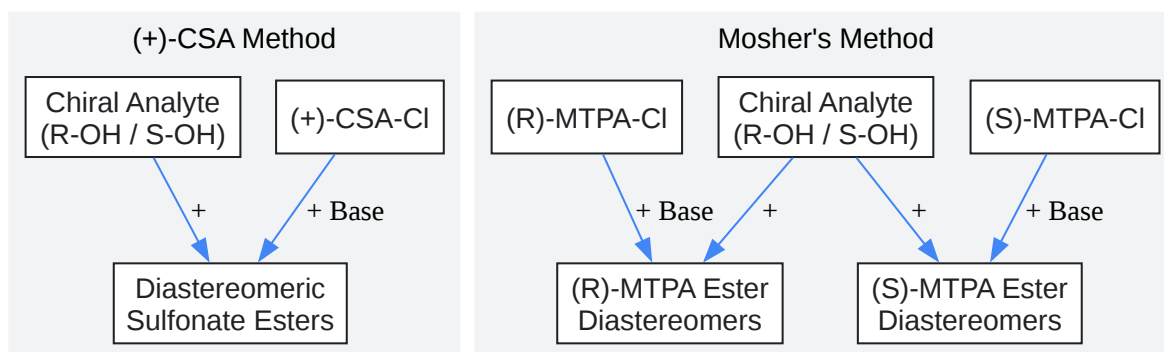 (+)-CSA Method
Chiral Analyte
(R-OH / S-OH)
(+)-CSA-Cl
+
+ Base
Diastereomeric
Sulfonate Esters
Mosher's Method
(R)-MTPA-Cl
Chiral Analyte
(R-OH / S-OH)
(S)-MTPA-Cl
+ Base
+
+
+ Base
(R)-MTPA Ester
Diastereomers
(S)-MTPA Ester
Diastereomers